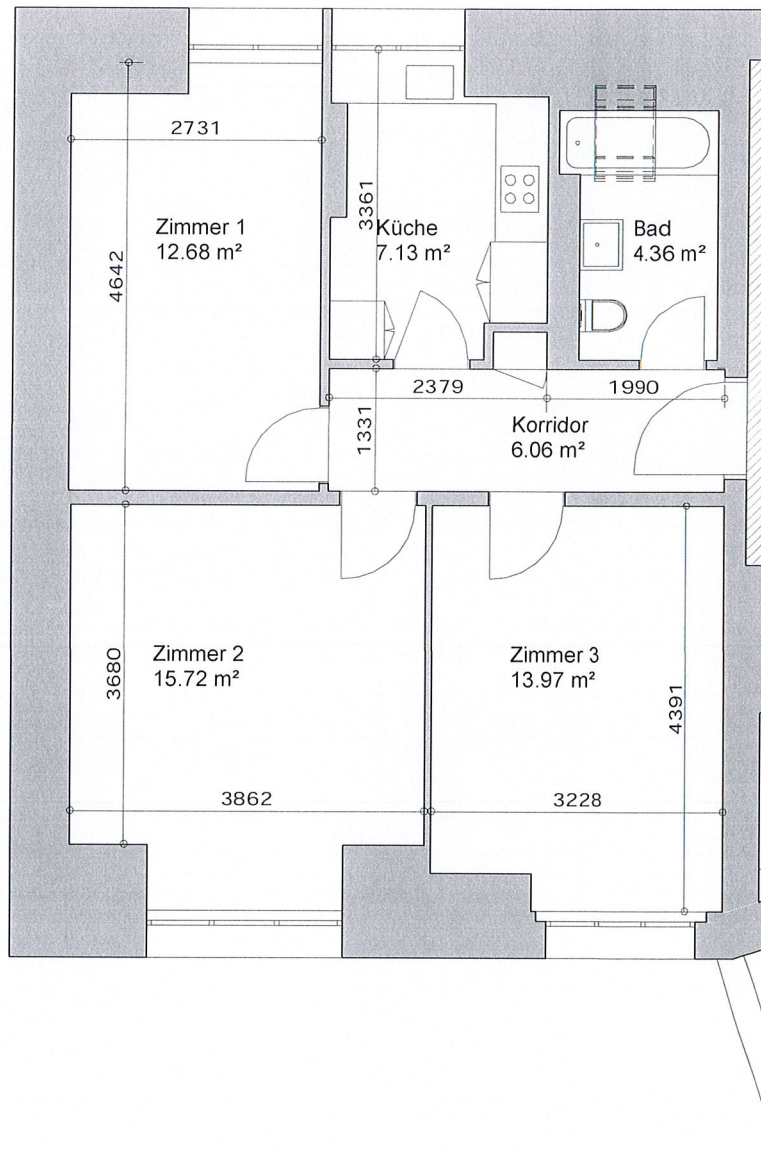 2731
Zimmer 1
12.68 m²
4642
3361
Küche
7.13 m²
Bad
4.36 m²
2379
1990
1331
Korridor
6.06 m²
Zimmer 2
15.72 m²
3680
3862
Zimmer 3
13.97 m²
4391
3228